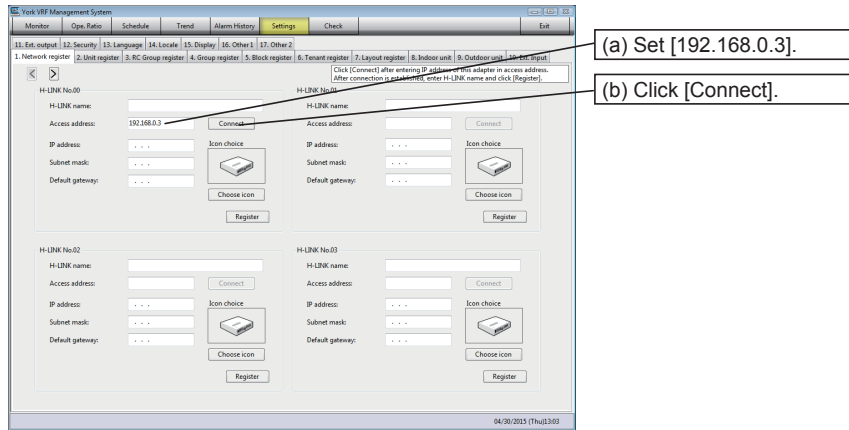 York VRF Management System
Monitor Ope. Ratio Schedule Trend Alarm History Settings Check Exit
11. Ext. output 12. Security 13. Language 14. Locale 15. Display 16. Other1 17. Other 2
1. Network register 2. Unit register 3. RC Group register 4. Group register 5. Block register 6. Tenant register 7. Layout register 8. Indoor unit 9. Outdoor unit 10. Ext. Input
< >
Click [Connect] after entering IP address of this adapter in access address.
After connection is established, enter H-LINK name and click [Register].
(a) Set [192.168.0.3].
(b) Click [Connect].
H-LINK No.00
H-LINK name:
Access address: 192.168.0.3 Connect
IP address: . . . Icon choice
Subnet mask: . . .
Default gateway: . . .
Choose icon
Register
H-LINK No.01
H-LINK name:
Access address: Connect
IP address: . . . Icon choice
Subnet mask: . . .
Default gateway: . . .
Choose icon
Register
H-LINK No.02
H-LINK name:
Access address: Connect
IP address: . . . Icon choice
Subnet mask: . . .
Default gateway: . . .
Choose icon
Register
H-LINK No.03
H-LINK name:
Access address: Connect
IP address: . . . Icon choice
Subnet mask: . . .
Default gateway: . . .
Choose icon
Register
04/30/2015 (Thu)13:03